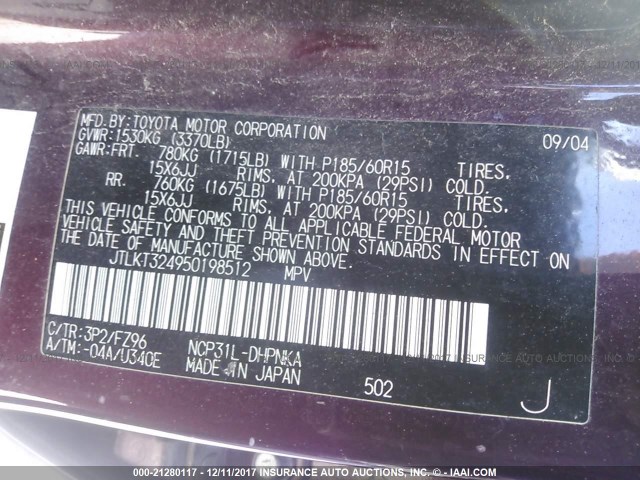 MFD.BY:TOYOTA MOTOR CORPORATION 09/04
GVWR:1530KG (3370LB)
GAWR:FRT. 780KG (1715LB) WITH P185/60R15 TIRES.
15X6JJ RIMS, AT 200KPA (29PSI) COLD.
RR. 760KG (1675LB) WITH P185/60R15 TIRES.
15X6JJ RIMS, AT 200KPA (29PSI) COLD.
THIS VEHICLE CONFORMS TO ALL APPLICABLE FEDERAL MOTOR
VEHICLE SAFETY AND THEFT PREVENTION STANDARDS IN EFFECT ON
THE DATE OF MANUFACTURE SHOWN ABOVE.
JTLKT324950198512 MPV
C/TR:3P2/FZ96 NCP31L-DHPNKA
A/TM:-04A/U340E MADE IN JAPAN 502 J
000-21280117 - 12/11/2017 - INSURANCE AUTO AUCTIONS, INC. - © - IAAI.COM